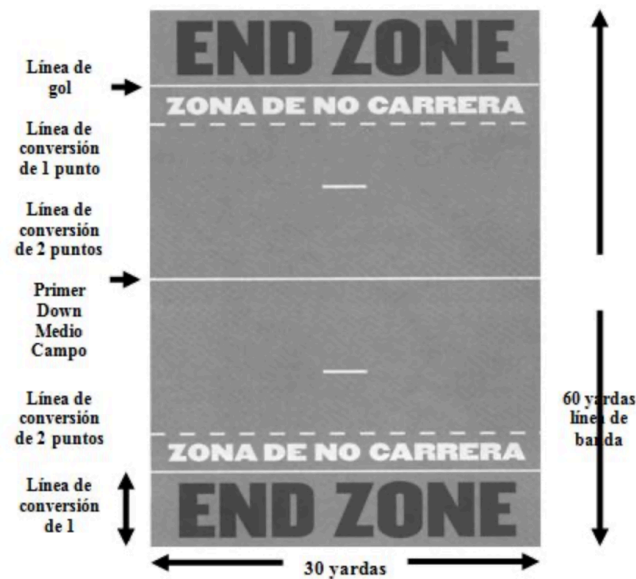 END ZONE
Línea de
gol
ZONA DE NO CARRERA
Línea de
conversión
de 1 punto
Línea de
conversión
de 2 puntos
Primer
Down
Medio
Campo
Línea de
conversión
de 2 puntos
60 yardas
línea de
banda
ZONA DE NO CARRERA
Línea de
conversión
de 1
END ZONE
30 yardas